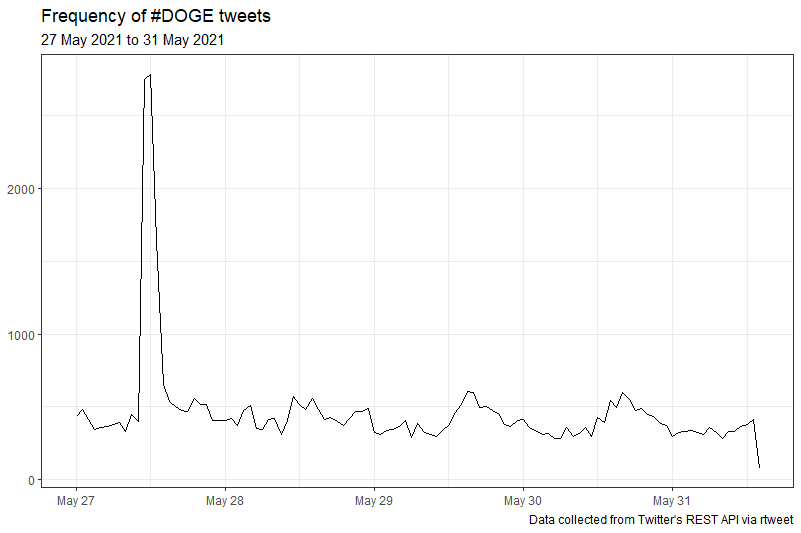 Frequency of #DOGE tweets
27 May 2021 to 31 May 2021
2000
1000
0
May 27 May 28 May 29 May 30 May 31
Data collected from Twitter's REST API via rtweet